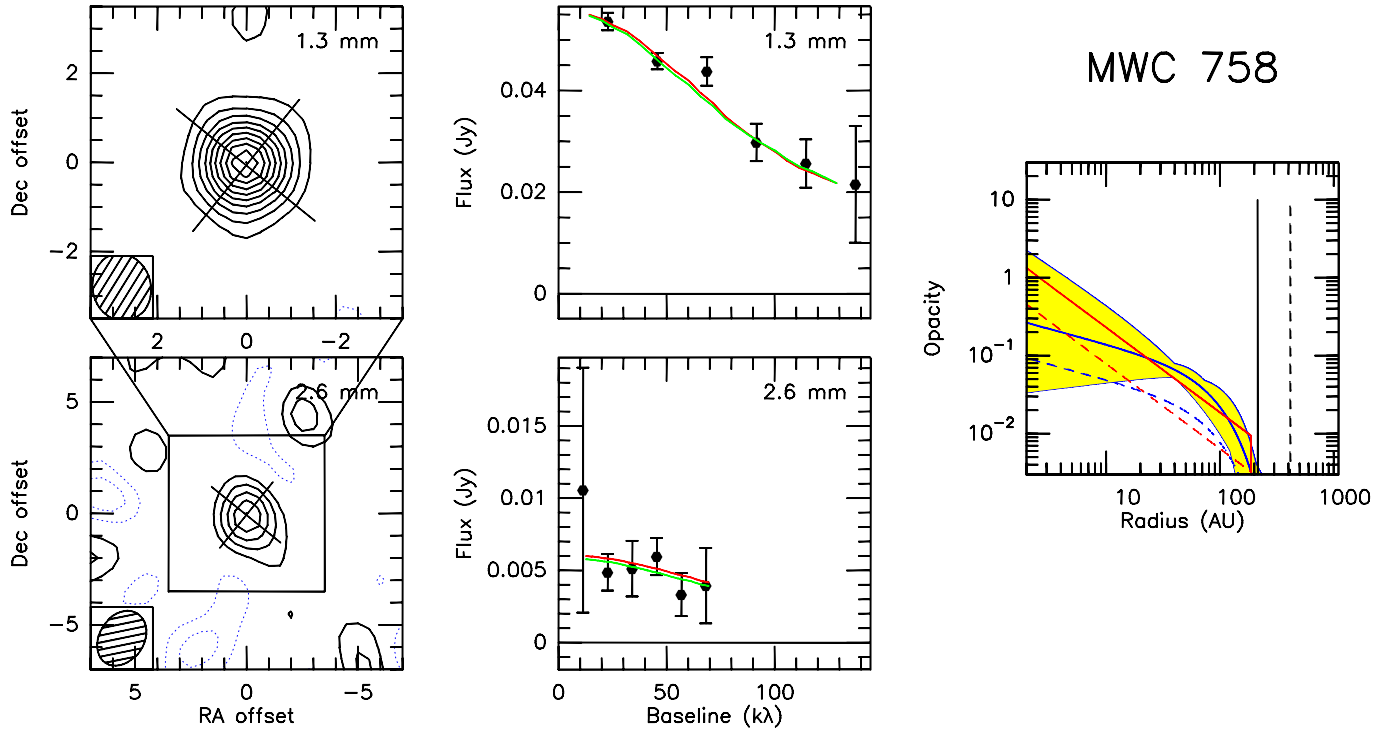 MWC 758
1.3 mm
Dec offset
2
0
−2
2
0
−2
2.6 mm
Dec offset
5
0
−5
5
0
−5
RA offset
1.3 mm
Flux (Jy)
0.04
0.02
0
2.6 mm
Flux (Jy)
0.015
0.01
0.005
0
0
50
100
Baseline (kλ)
Opacity
10
1
10⁻¹
10⁻²
10
100
1000
Radius (AU)